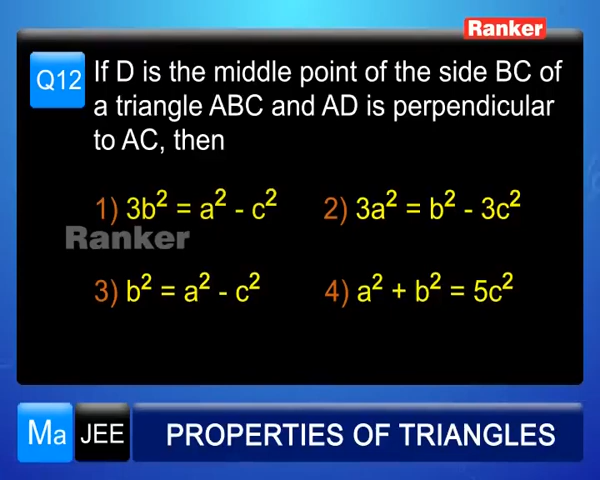 Ranker
Q12
If D is the middle point of the side BC of
a triangle ABC and AD is perpendicular
to AC, then
1) 3b² = a² - c² 2) 3a² = b² - 3c²
Ranker
3) b² = a² - c² 4) a² + b² = 5c²
Ma JEE PROPERTIES OF TRIANGLES